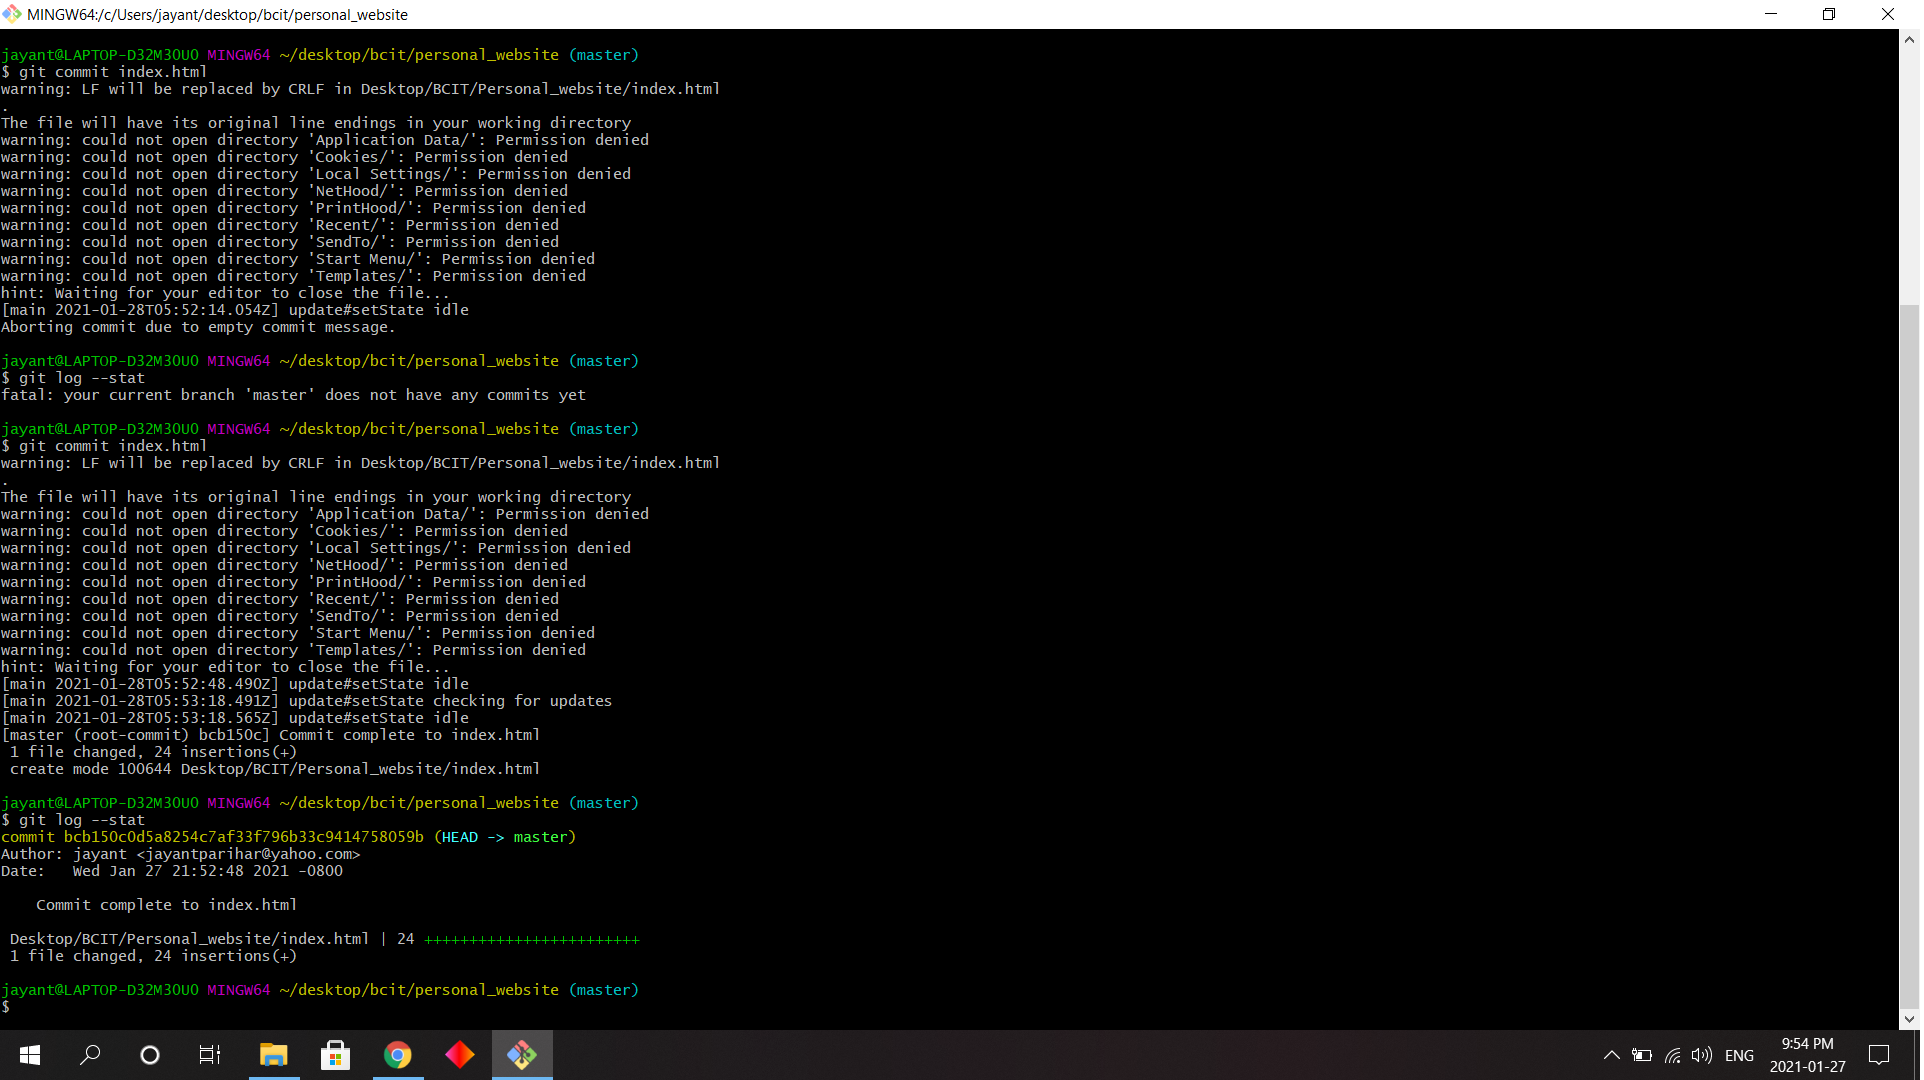 MINGW64:/c/Users/jayant/desktop/bcit/personal_website
jayant@LAPTOP-D32M30U0 MINGW64 ~/desktop/bcit/personal_website (master)
$ git commit index.html
warning: LF will be replaced by CRLF in Desktop/BCIT/Personal_website/index.html
.
The file will have its original line endings in your working directory
warning: could not open directory 'Application Data/': Permission denied
warning: could not open directory 'Cookies/': Permission denied
warning: could not open directory 'Local Settings/': Permission denied
warning: could not open directory 'NetHood/': Permission denied
warning: could not open directory 'PrintHood/': Permission denied
warning: could not open directory 'Recent/': Permission denied
warning: could not open directory 'SendTo/': Permission denied
warning: could not open directory 'Start Menu/': Permission denied
warning: could not open directory 'Templates/': Permission denied
hint: Waiting for your editor to close the file...
[main 2021-01-28T05:52:14.054Z] update#setState idle
Aborting commit due to empty commit message.
jayant@LAPTOP-D32M30U0 MINGW64 ~/desktop/bcit/personal_website (master)
$ git log --stat
fatal: your current branch 'master' does not have any commits yet
jayant@LAPTOP-D32M30U0 MINGW64 ~/desktop/bcit/personal_website (master)
$ git commit index.html
warning: LF will be replaced by CRLF in Desktop/BCIT/Personal_website/index.html
.
The file will have its original line endings in your working directory
warning: could not open directory 'Application Data/': Permission denied
warning: could not open directory 'Cookies/': Permission denied
warning: could not open directory 'Local Settings/': Permission denied
warning: could not open directory 'NetHood/': Permission denied
warning: could not open directory 'PrintHood/': Permission denied
warning: could not open directory 'Recent/': Permission denied
warning: could not open directory 'SendTo/': Permission denied
warning: could not open directory 'Start Menu/': Permission denied
warning: could not open directory 'Templates/': Permission denied
hint: Waiting for your editor to close the file...
[main 2021-01-28T05:52:48.490Z] update#setState idle
[main 2021-01-28T05:53:18.491Z] update#setState checking for updates
[main 2021-01-28T05:53:18.565Z] update#setState idle
[master (root-commit) bcb150c] Commit complete to index.html
1 file changed, 24 insertions(+)
create mode 100644 Desktop/BCIT/Personal_website/index.html
jayant@LAPTOP-D32M30U0 MINGW64 ~/desktop/bcit/personal_website (master)
$ git log --stat
commit bcb150c0d5a8254c7af33f796b33c9414758059b (HEAD -> master)
Author: jayant <jayantparihar@yahoo.com>
Date:   Wed Jan 27 21:52:48 2021 -0800
Commit complete to index.html
Desktop/BCIT/Personal_website/index.html | 24 ++++++++++++++++++++++++
1 file changed, 24 insertions(+)
jayant@LAPTOP-D32M30U0 MINGW64 ~/desktop/bcit/personal_website (master)
$
ENG
9:54 PM
2021-01-27